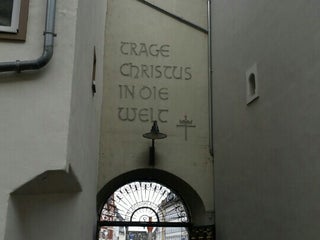 TRAGE
CHRISTUS
IN DIE
WELT